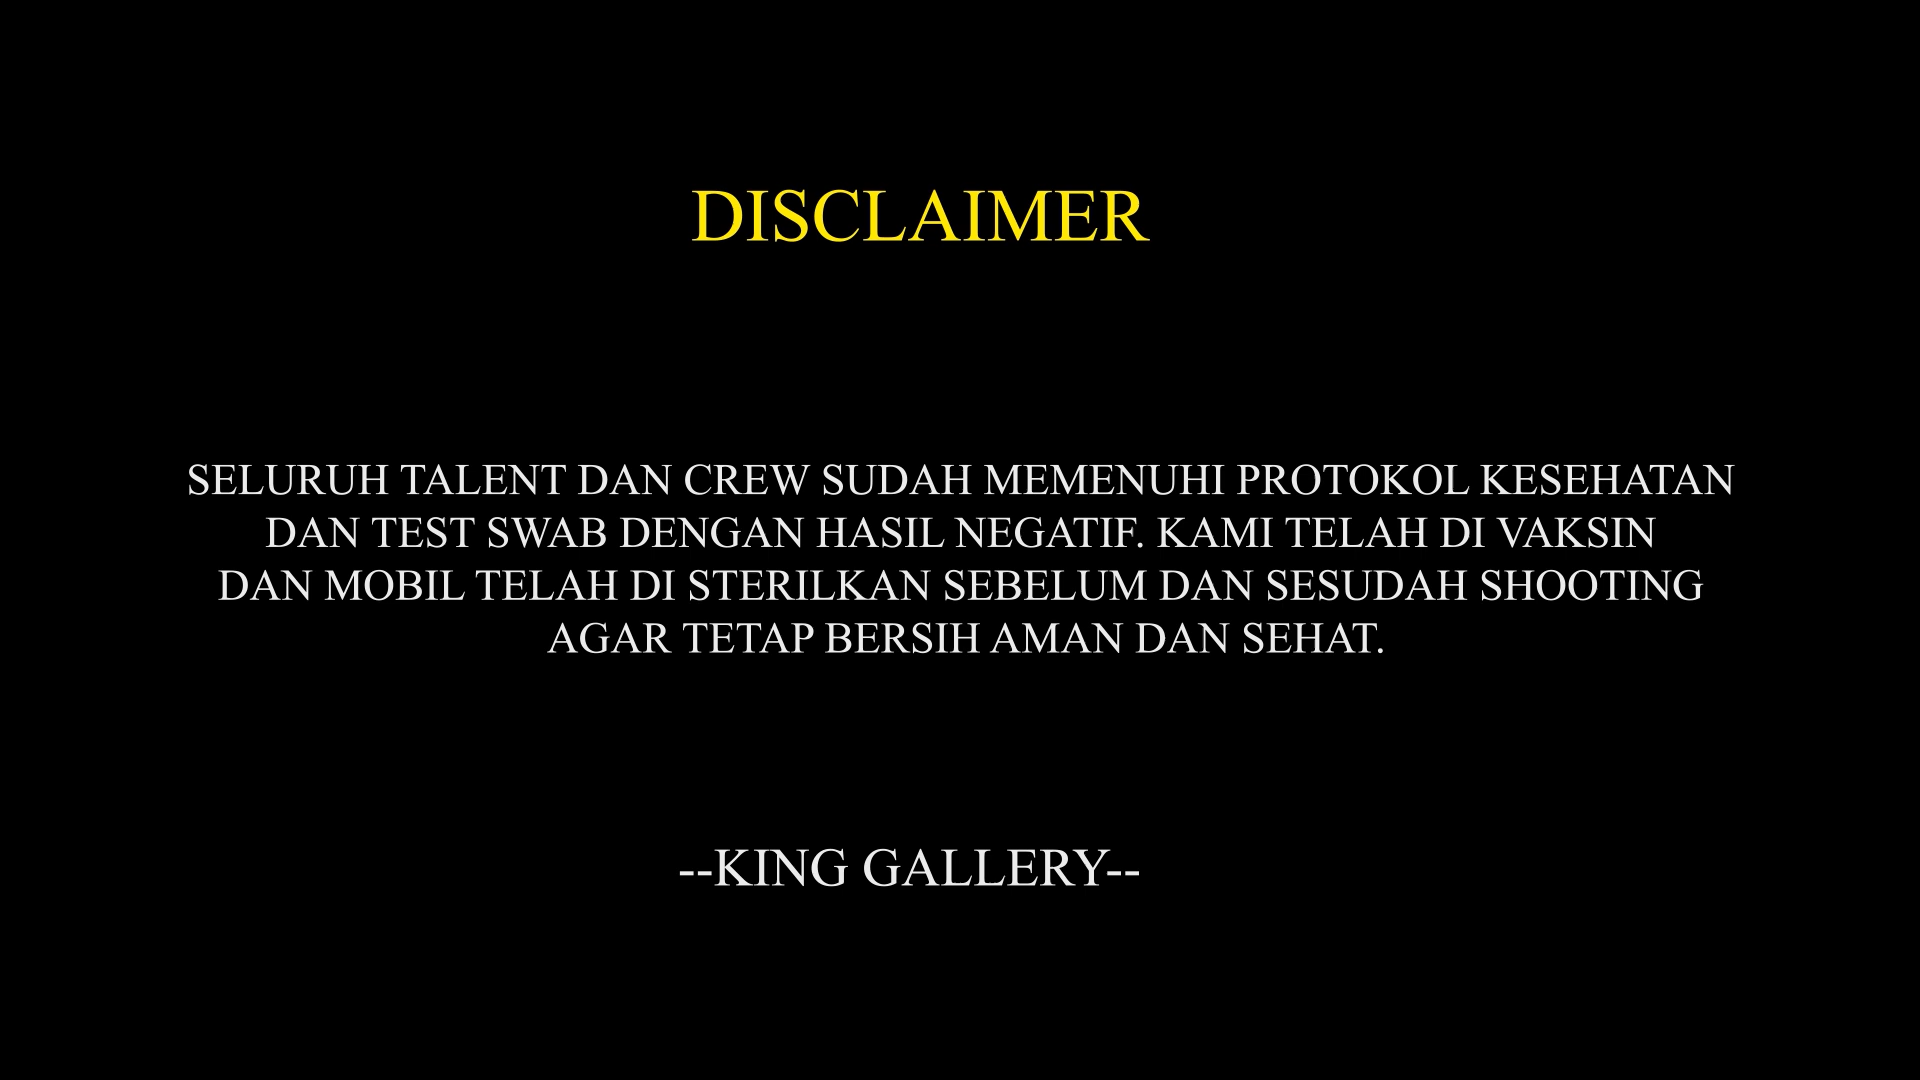 DISCLAIMER
SELURUH TALENT DAN CREW SUDAH MEMENUHI PROTOKOL KESEHATAN
DAN TEST SWAB DENGAN HASIL NEGATIF. KAMI TELAH DI VAKSIN
DAN MOBIL TELAH DI STERILKAN SEBELUM DAN SESUDAH SHOOTING
AGAR TETAP BERSIH AMAN DAN SEHAT.
--KING GALLERY--